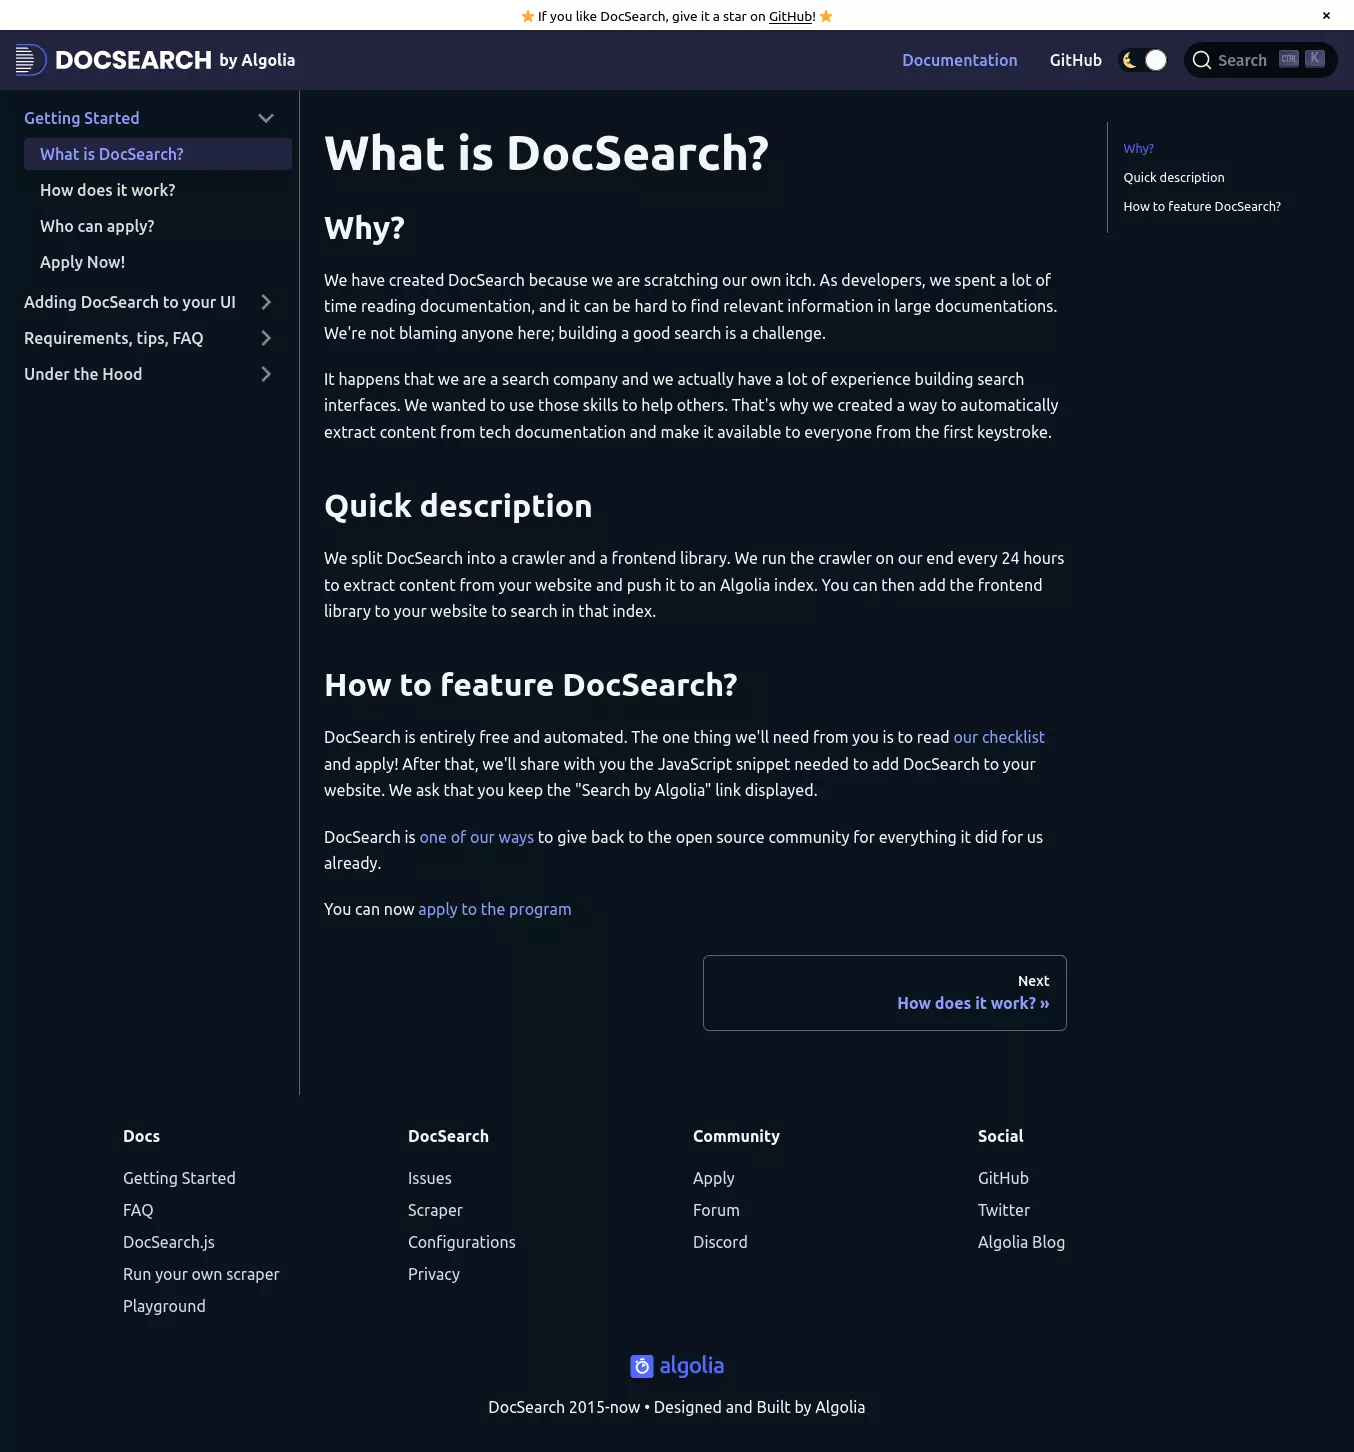 ⭐ If you like DocSearch, give it a star on GitHub! ⭐
×
DOCSEARCH by Algolia
Documentation
GitHub
Search
CTRL K
Getting Started
What is DocSearch?
How does it work?
Who can apply?
Apply Now!
Adding DocSearch to your UI
Requirements, tips, FAQ
Under the Hood
What is DocSearch?
Why?
We have created DocSearch because we are scratching our own itch. As developers, we spent a lot of
time reading documentation, and it can be hard to find relevant information in large documentations.
We're not blaming anyone here; building a good search is a challenge.
It happens that we are a search company and we actually have a lot of experience building search
interfaces. We wanted to use those skills to help others. That's why we created a way to automatically
extract content from tech documentation and make it available to everyone from the first keystroke.
Quick description
We split DocSearch into a crawler and a frontend library. We run the crawler on our end every 24 hours
to extract content from your website and push it to an Algolia index. You can then add the frontend
library to your website to search in that index.
How to feature DocSearch?
DocSearch is entirely free and automated. The one thing we'll need from you is to read our checklist
and apply! After that, we'll share with you the JavaScript snippet needed to add DocSearch to your
website. We ask that you keep the "Search by Algolia" link displayed.
DocSearch is one of our ways to give back to the open source community for everything it did for us
already.
You can now apply to the program
Next
How does it work? »
Why?
Quick description
How to feature DocSearch?
Docs
Getting Started
FAQ
DocSearch.js
Run your own scraper
Playground
DocSearch
Issues
Scraper
Configurations
Privacy
Community
Apply
Forum
Discord
Social
GitHub
Twitter
Algolia Blog
algolia
DocSearch 2015-now • Designed and Built by Algolia